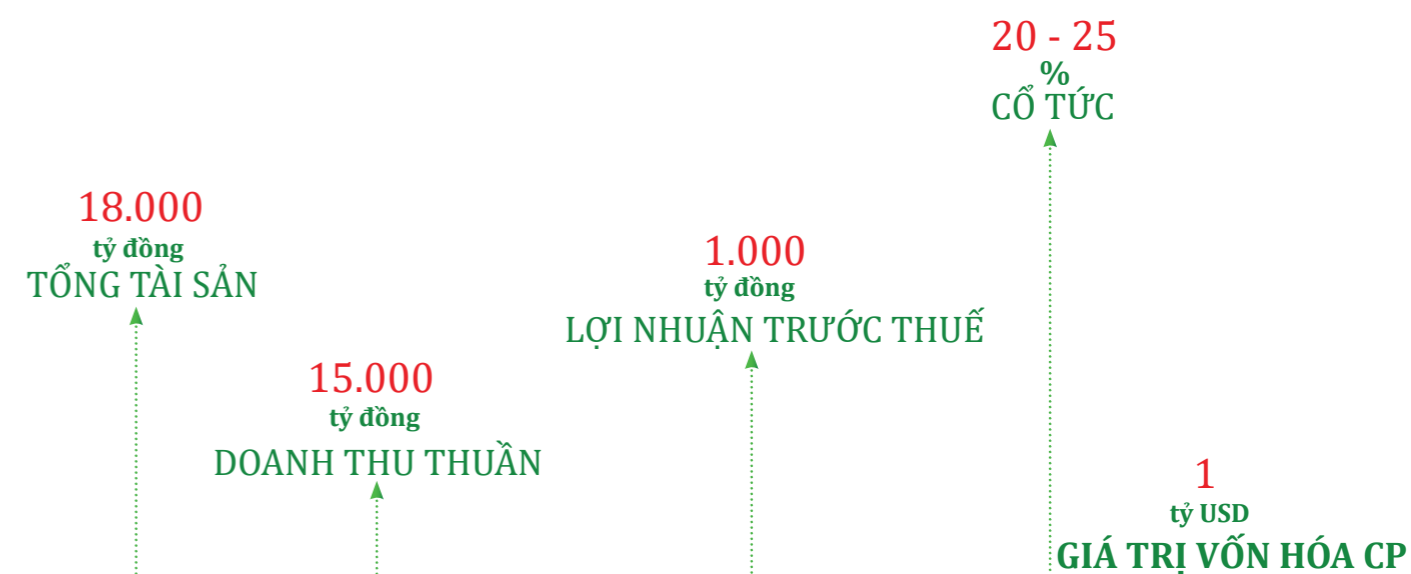 18.000
tỷ đồng
TỔNG TÀI SẢN
15.000
tỷ đồng
DOANH THU THUẦN
1.000
tỷ đồng
LỢI NHUẬN TRƯỚC THUẾ
20 - 25
%
CỔ TỨC
1
tỷ USD
GIÁ TRỊ VỐN HÓA CP